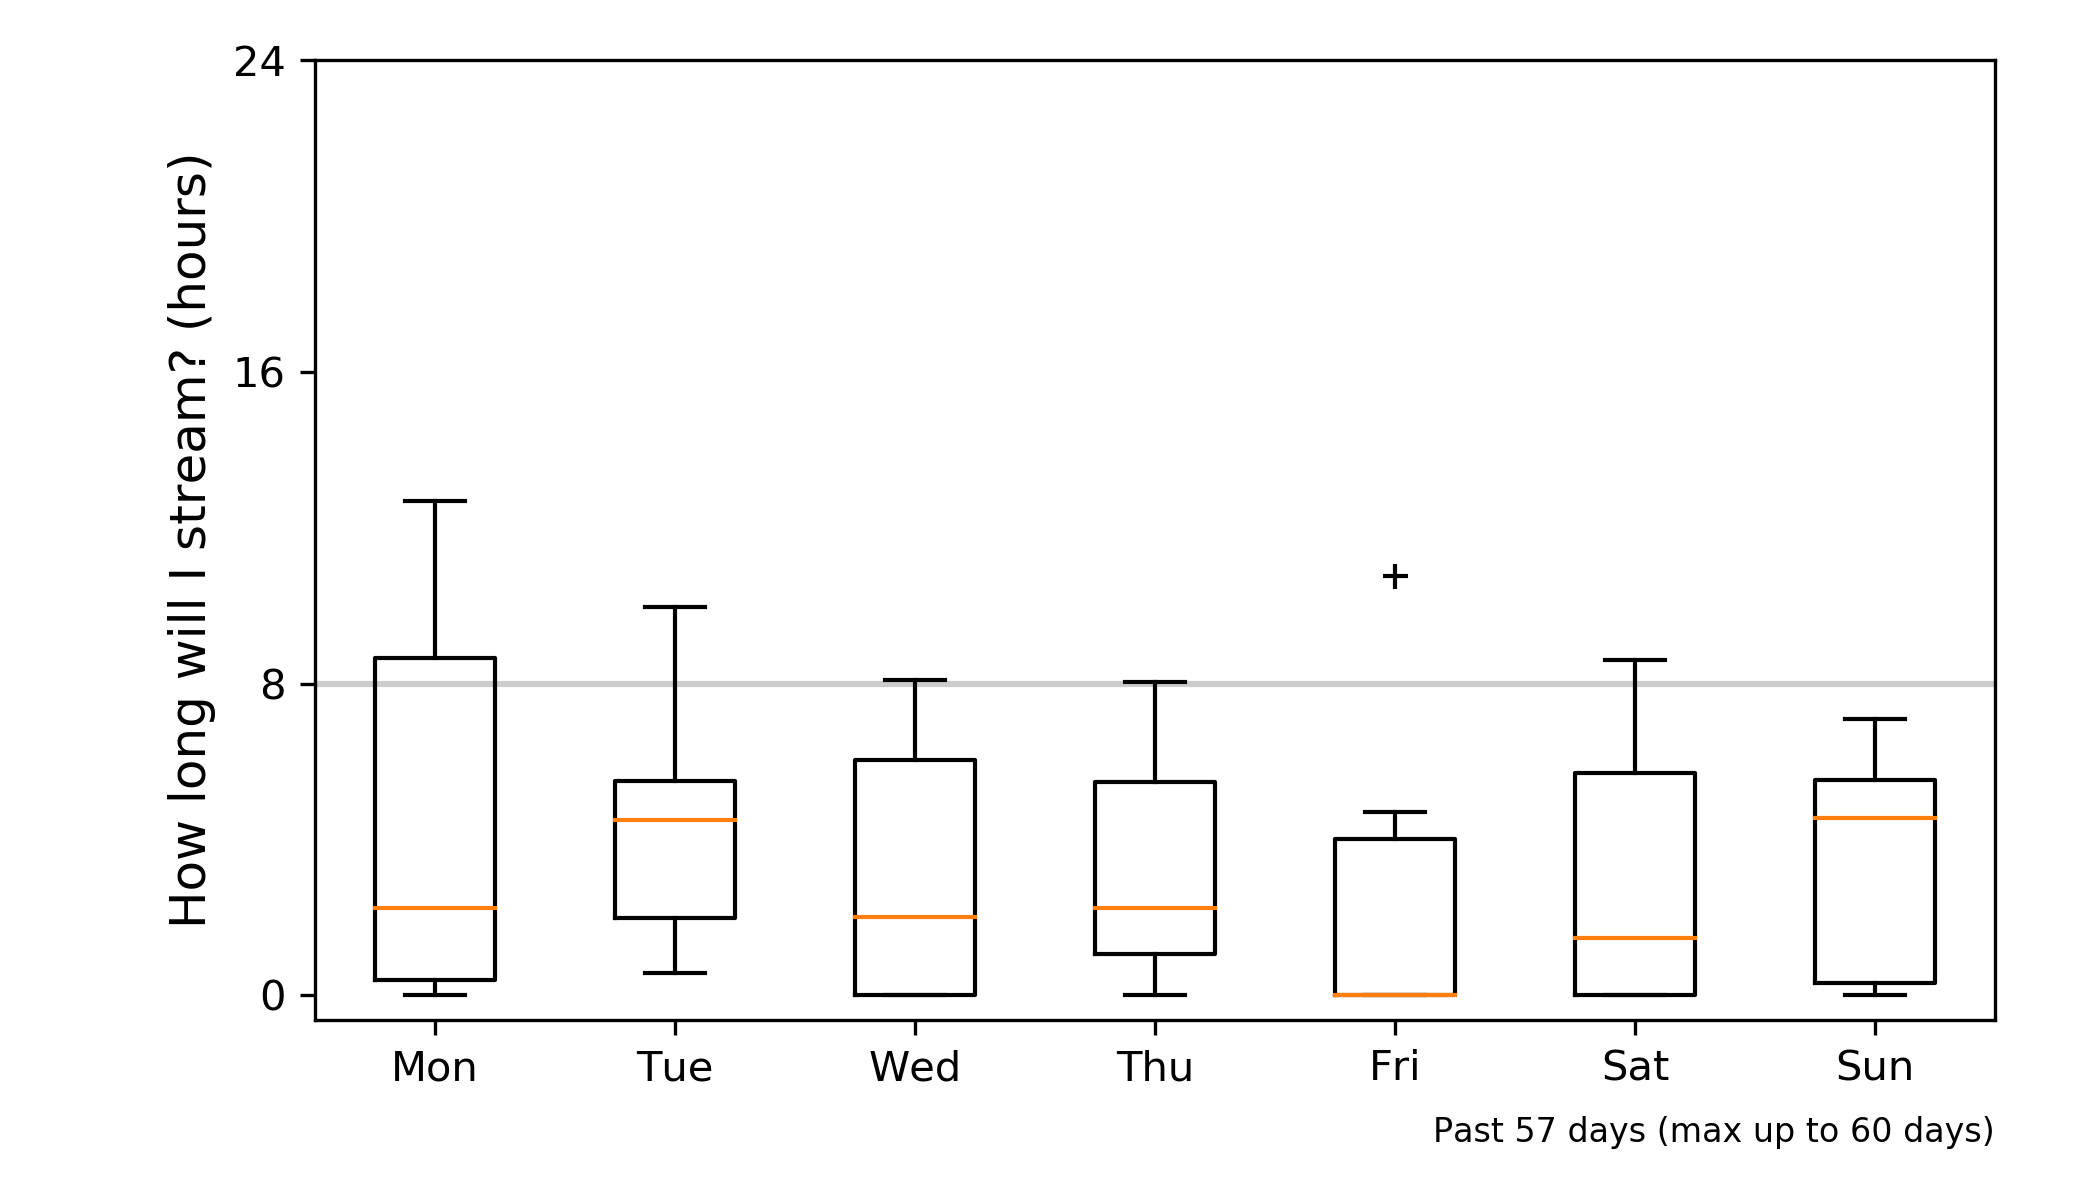 How long will I stream? (hours)
24
16
8
0
Mon Tue Wed Thu Fri Sat Sun
Past 57 days (max up to 60 days)